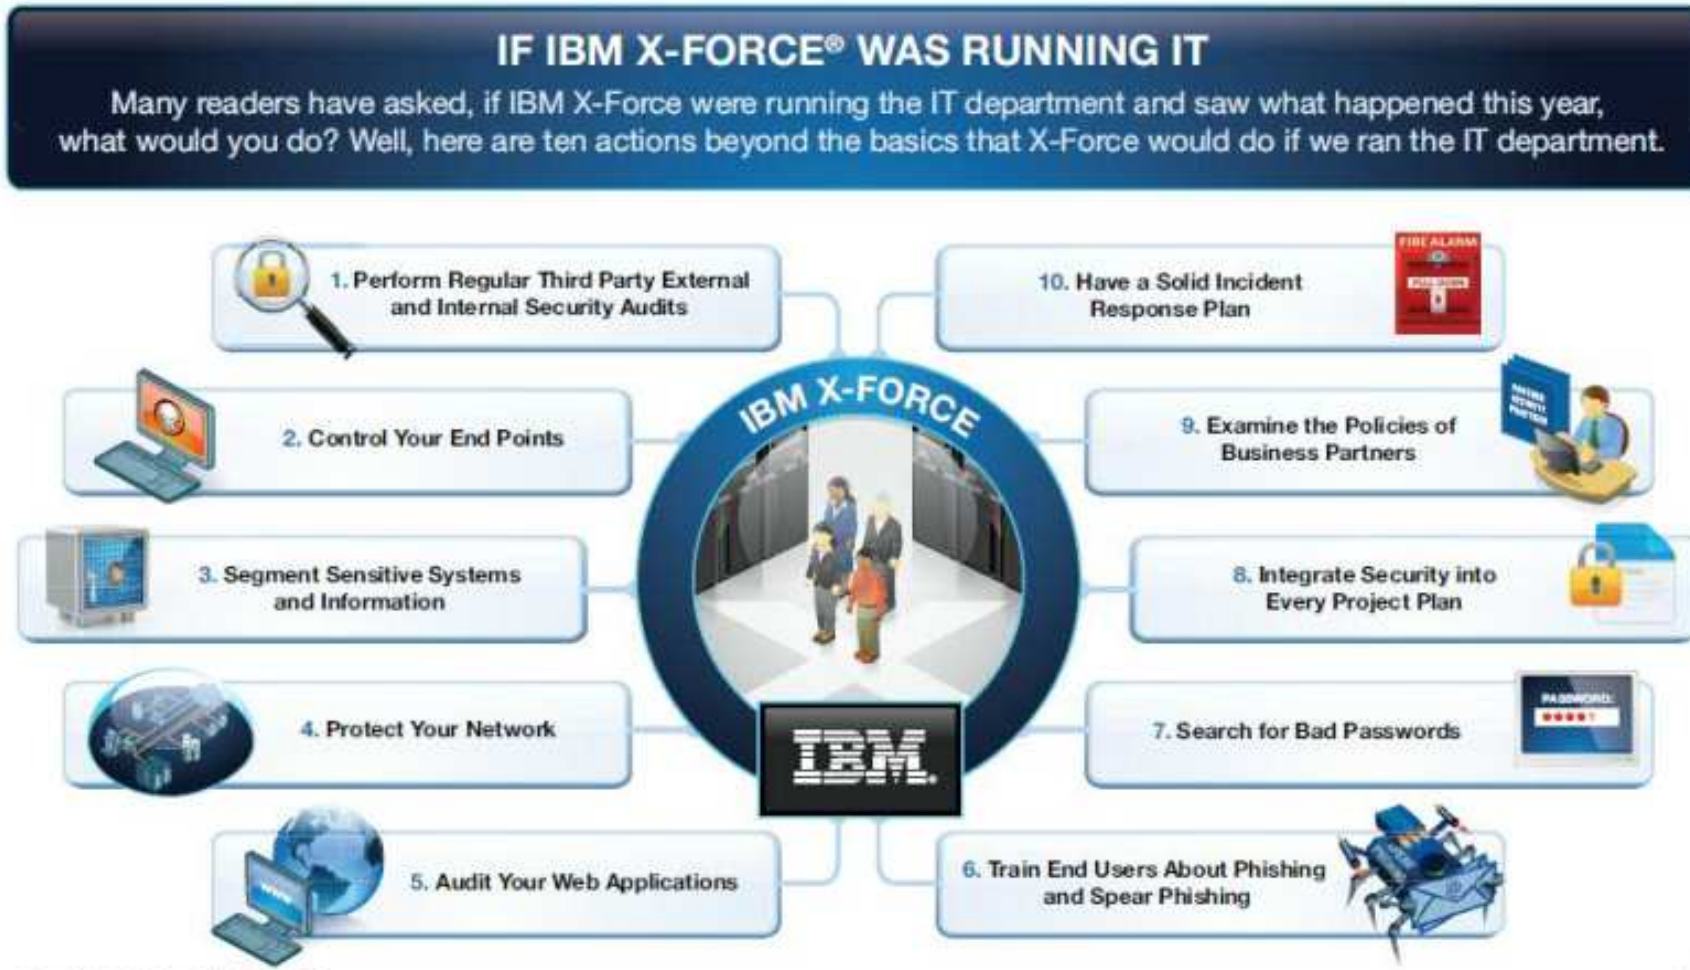 IF IBM X-FORCE® WAS RUNNING IT
Many readers have asked, if IBM X-Force were running the IT department and saw what happened this year,
what would you do? Well, here are ten actions beyond the basics that X-Force would do if we ran the IT department.
1. Perform Regular Third Party External
and Internal Security Audits
2. Control Your End Points
3. Segment Sensitive Systems
and Information
4. Protect Your Network
5. Audit Your Web Applications
WWW
IBM X-FORCE
IBM.
10. Have a Solid Incident
Response Plan
FIRE ALARM
9. Examine the Policies of
Business Partners
8. Integrate Security into
Every Project Plan
7. Search for Bad Passwords
PASSWORD:
6. Train End Users About Phishing
and Spear Phishing